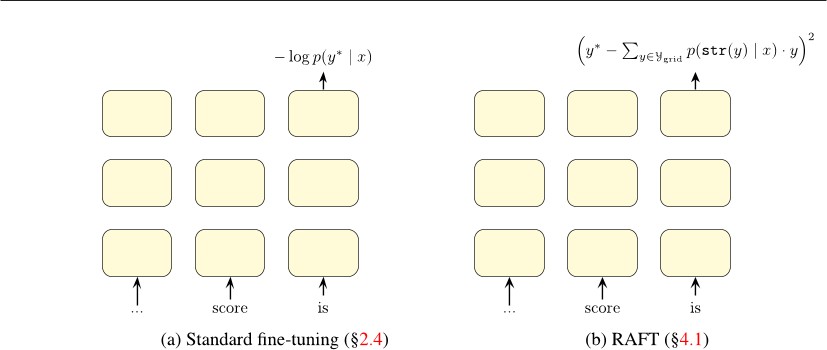 − log p(y* | x)
(y* − ∑_{y∈𝒴_grid} p(str(y) | x) · y)²
... score is
... score is
(a) Standard fine-tuning (§2.4)
(b) RAFT (§4.1)